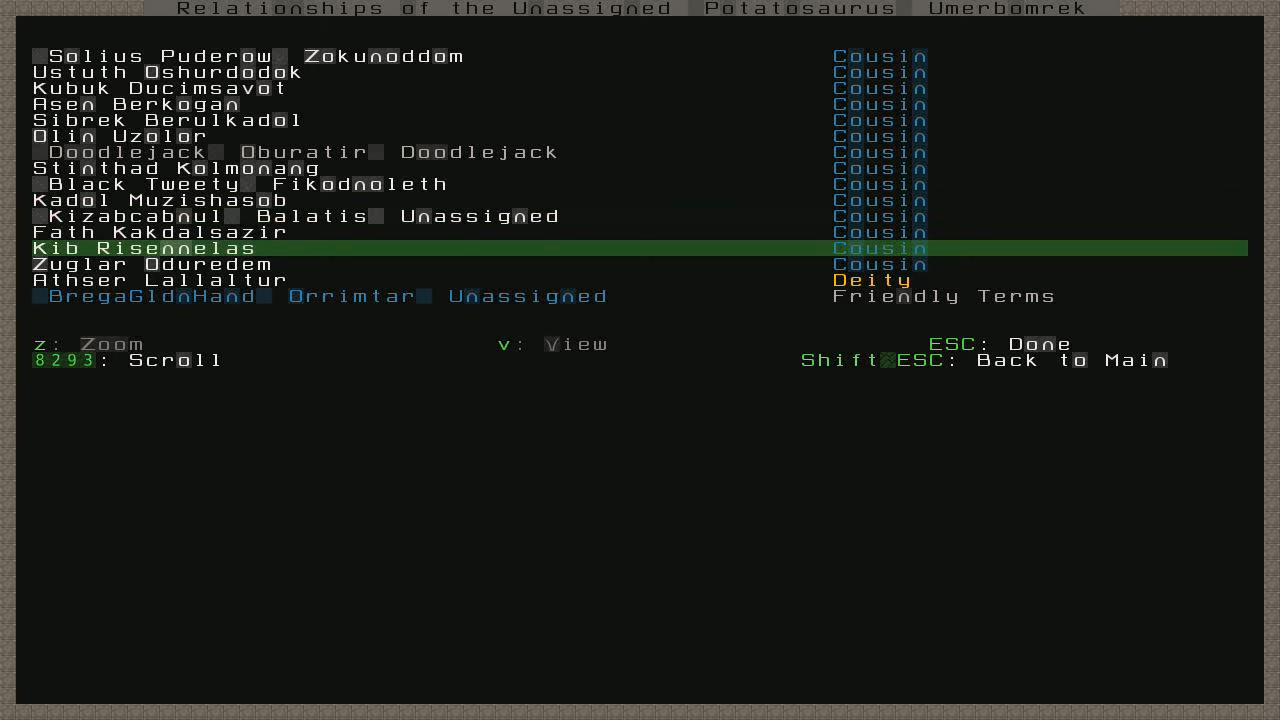 Relationships of the Unassigned Potatosaurus Umerbomrek
Solius Puderow Zokunoddom Cousin
Ustuth Oshurdodok Cousin
Kubuk Ducimsavot Cousin
Asen Berkogan Cousin
Sibrek Berulkadol Cousin
Olin Uzolor Cousin
Doodlejack Oburatir Doodlejack Cousin
Stinthad Kolmonang Cousin
Black Tweety Fikodnoleth Cousin
Kadol Muzishasob Cousin
Kizabcabnul Balatis Unassigned Cousin
Fath Kakdalsazir Cousin
Kib Risennelas Cousin
Zuglar Oduredem Cousin
Athser Lallaltur Deity
BregaGldnHand Orrimtar Unassigned Friendly Terms
z: Zoom v: View ESC: Done
8293: Scroll Shift ESC: Back to Main